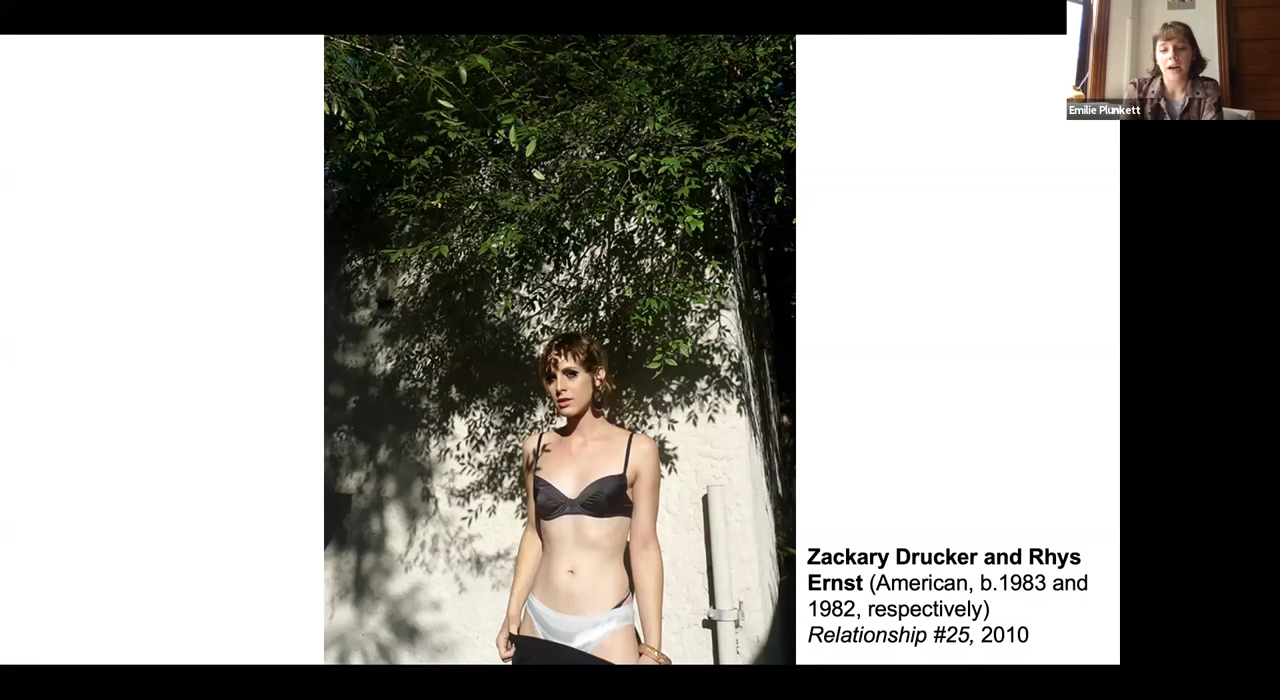 Emilie Plunkett
Zackary Drucker and Rhys
Ernst (American, b.1983 and
1982, respectively)
Relationship #25, 2010